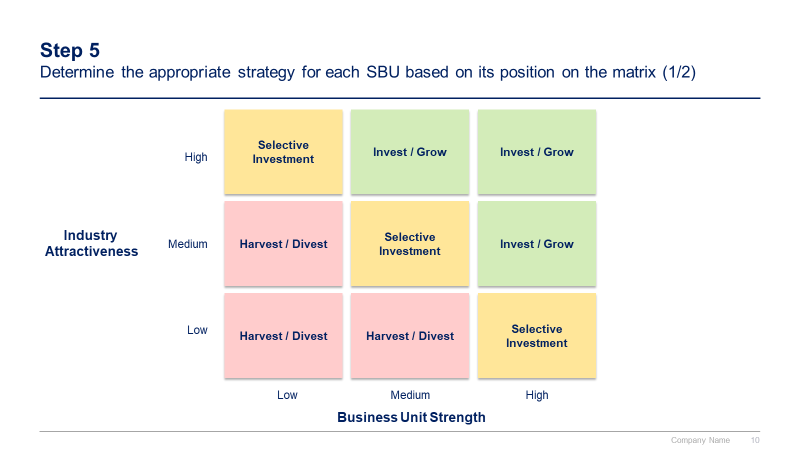 Step 5
Determine the appropriate strategy for each SBU based on its position on the matrix (1/2)
High
Selective
Investment
Invest / Grow
Invest / Grow
Industry
Attractiveness
Medium
Harvest / Divest
Selective
Investment
Invest / Grow
Low
Harvest / Divest
Harvest / Divest
Selective
Investment
Low
Medium
High
Business Unit Strength
Company Name
10